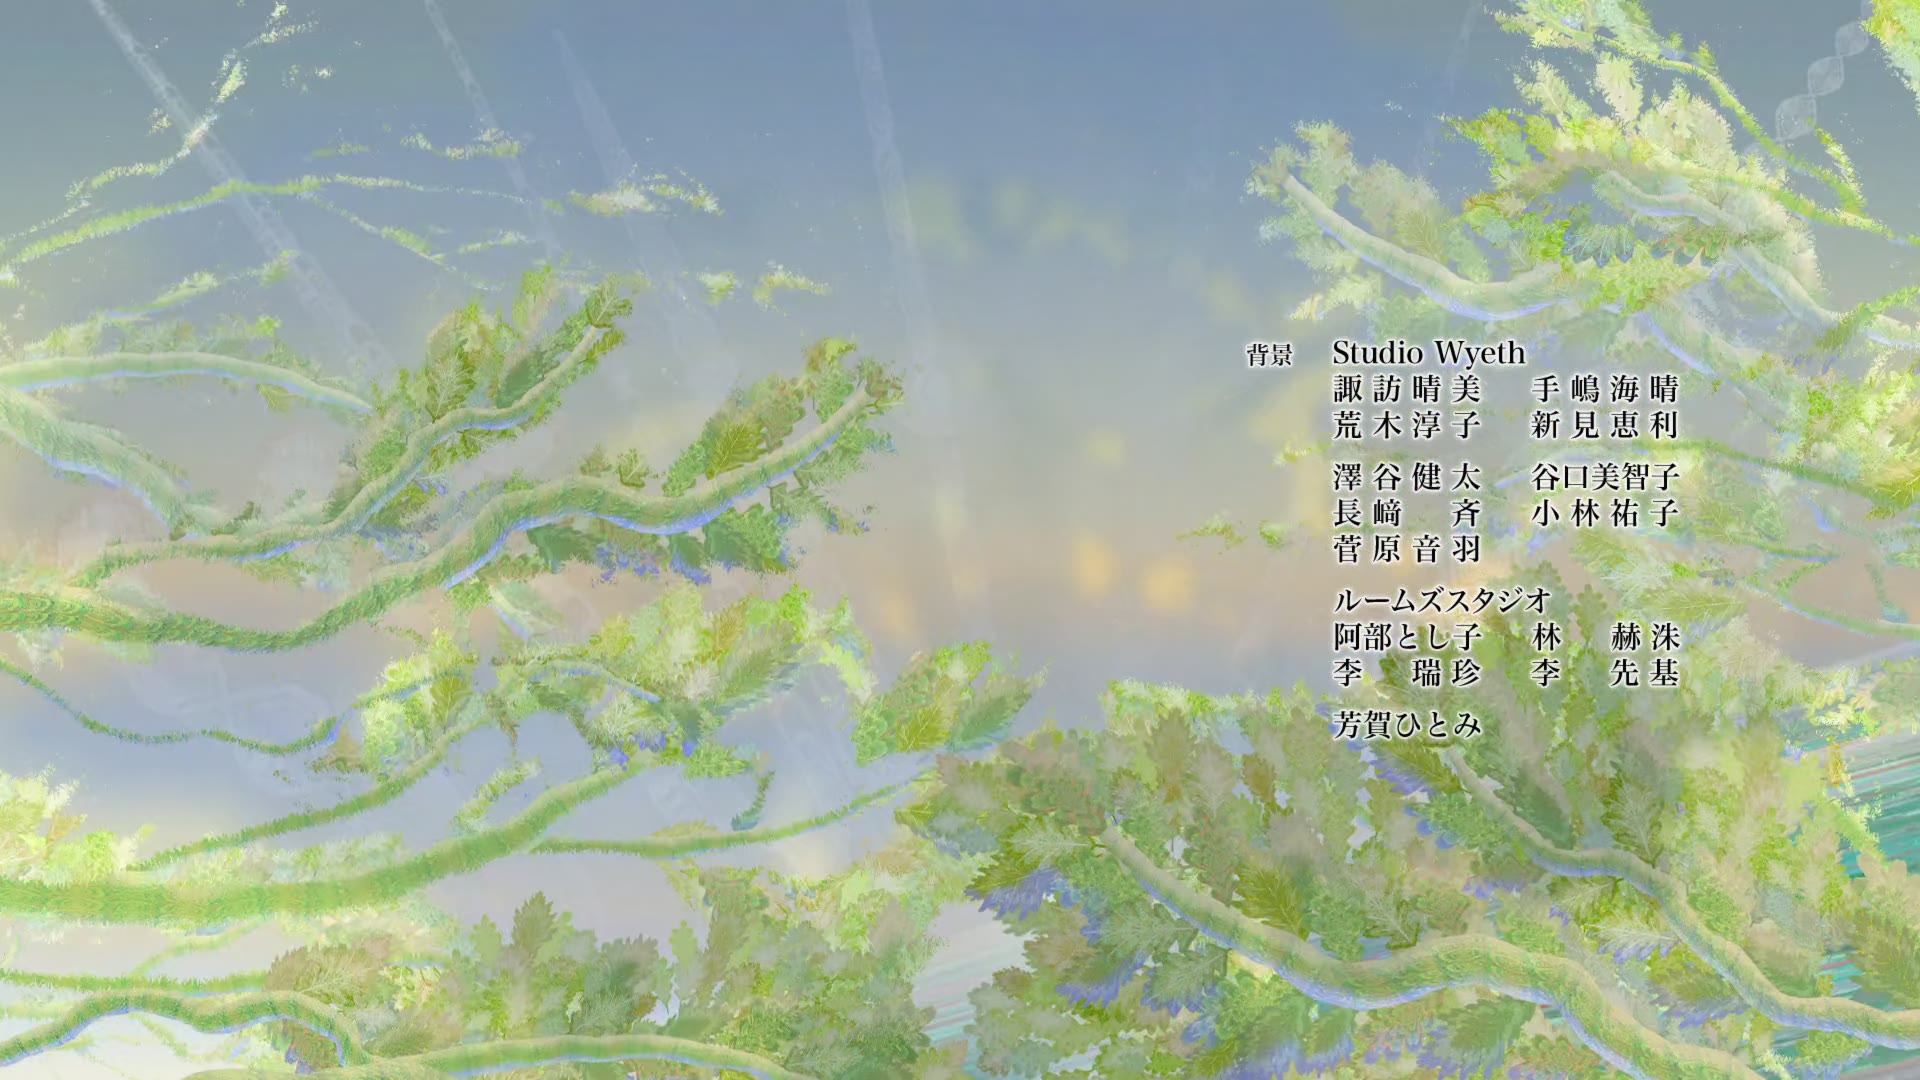 背景 Studio Wyeth
諏訪晴美 手嶋海晴
荒木淳子 新見恵利
澤谷健太 谷口美智子
長﨑 斉 小林祐子
菅原音羽
ルームズスタジオ
阿部とし子 林 赫洙
李 瑞珍 李 先基
芳賀ひとみ